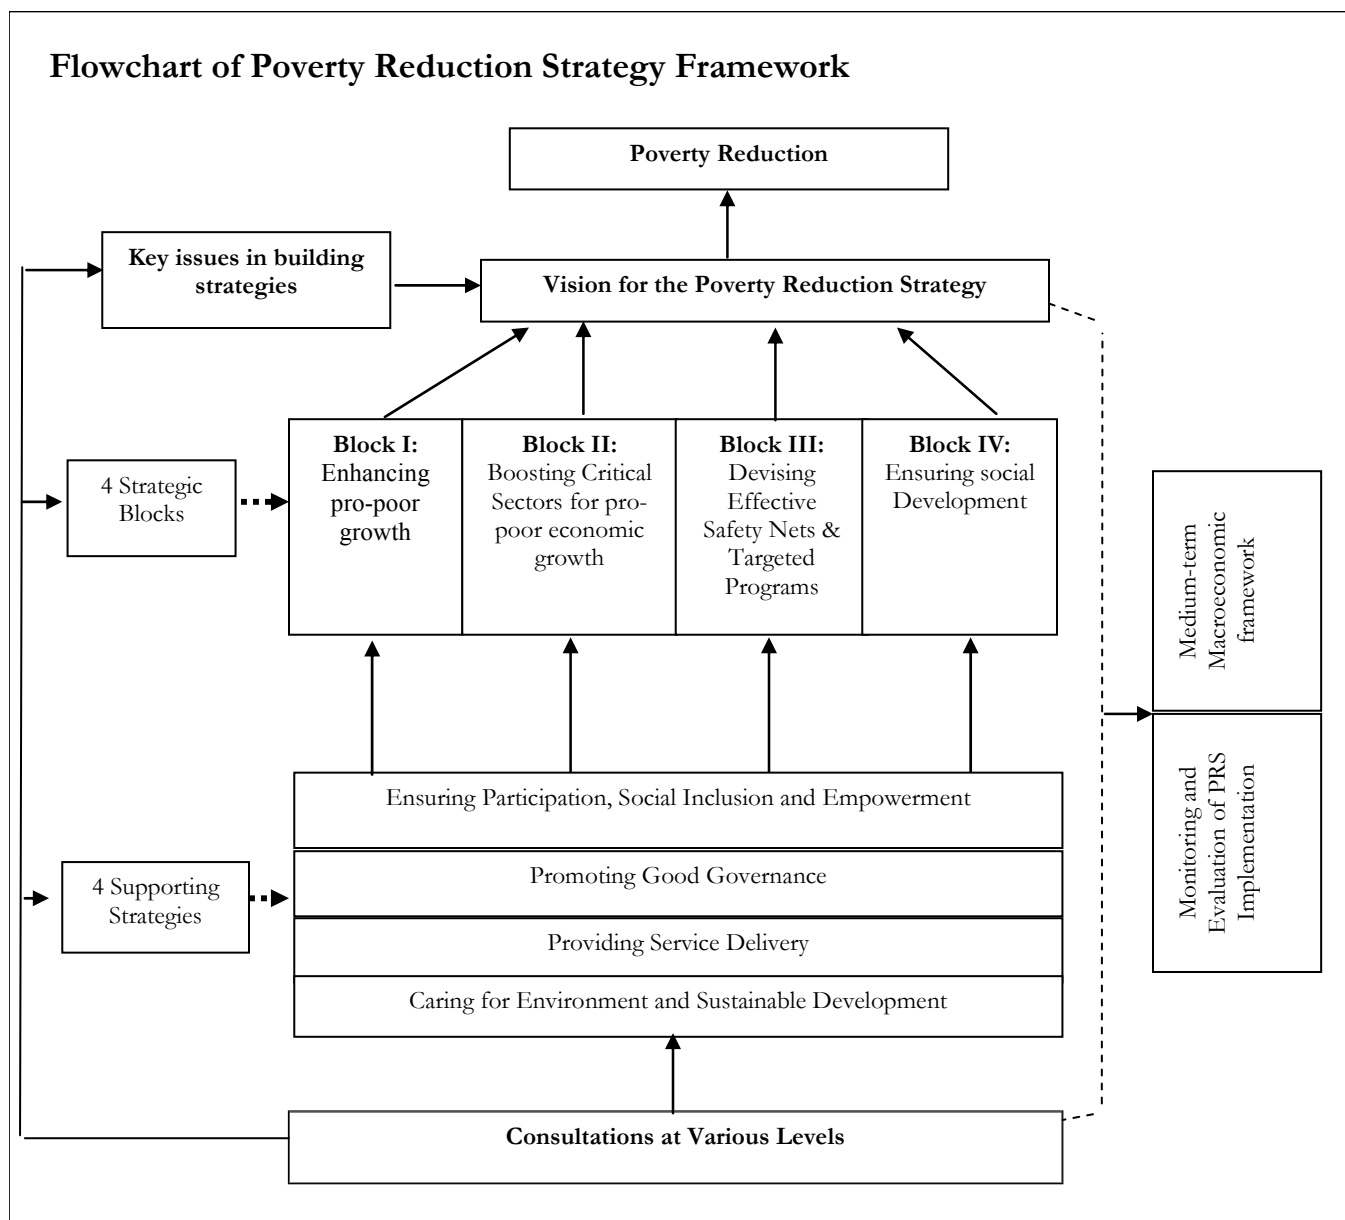 Flowchart of Poverty Reduction Strategy Framework
Poverty Reduction
Key issues in building
strategies
Vision for the Poverty Reduction Strategy
4 Strategic
Blocks
Block I:
Enhancing
pro-poor
growth
Block II:
Boosting Critical
Sectors for pro-
poor economic
growth
Block III:
Devising
Effective
Safety Nets &
Targeted
Programs
Block IV:
Ensuring social
Development
Medium-term
Macroeconomic
framework
Monitoring and
Evaluation of PRS
Implementation
4 Supporting
Strategies
Ensuring Participation, Social Inclusion and Empowerment
Promoting Good Governance
Providing Service Delivery
Caring for Environment and Sustainable Development
Consultations at Various Levels